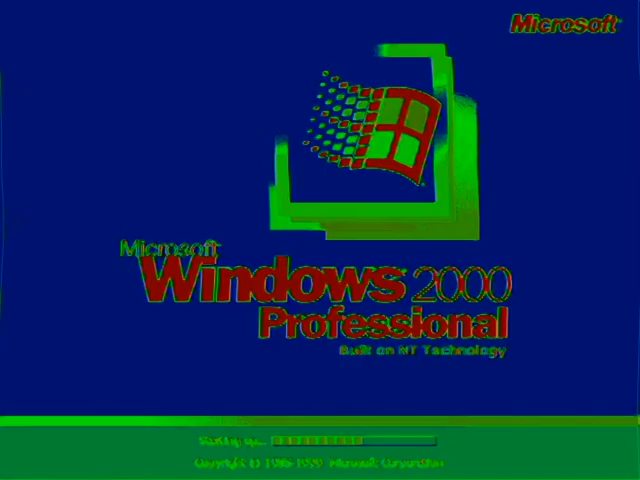 Microsoft
Microsoft
Windows 2000
Professional
Built on NT Technology
Starting up...
Copyright © 1985-1999 Microsoft Corporation